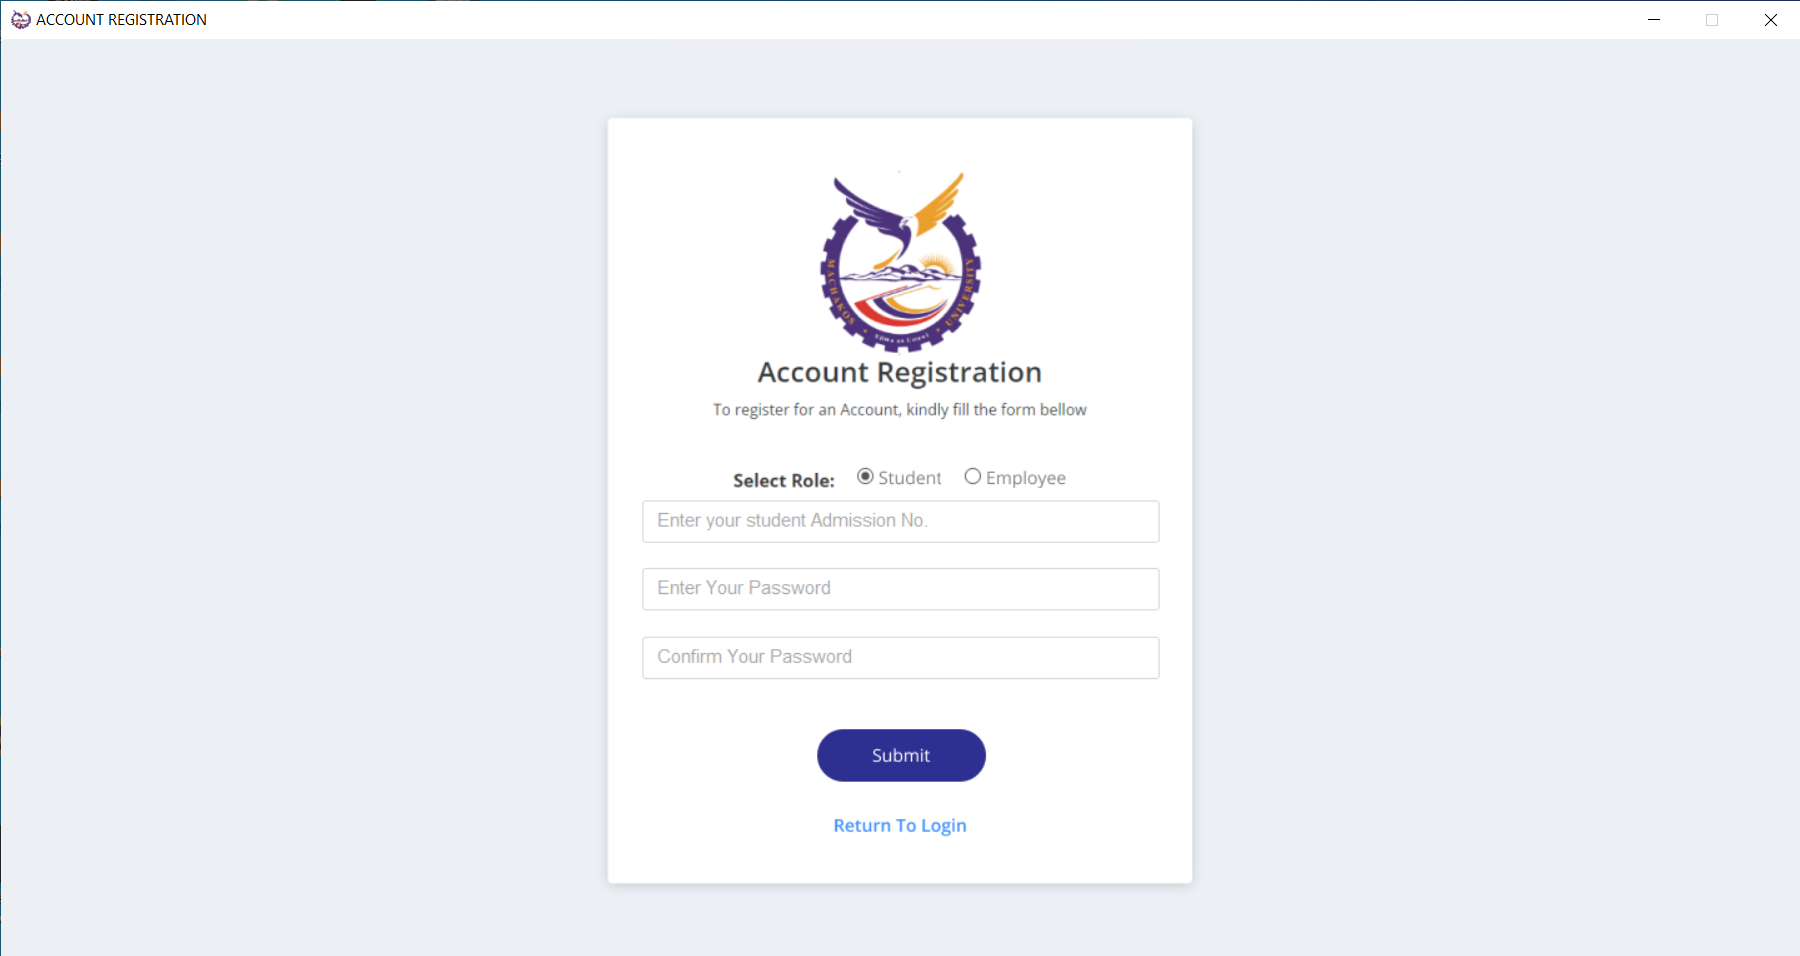 ACCOUNT REGISTRATION
MACHAKOS UNIVERSITY
Account Registration
To register for an Account, kindly fill the form bellow
Select Role: Student Employee
Enter your student Admission No.
Enter Your Password
Confirm Your Password
Submit
Return To Login